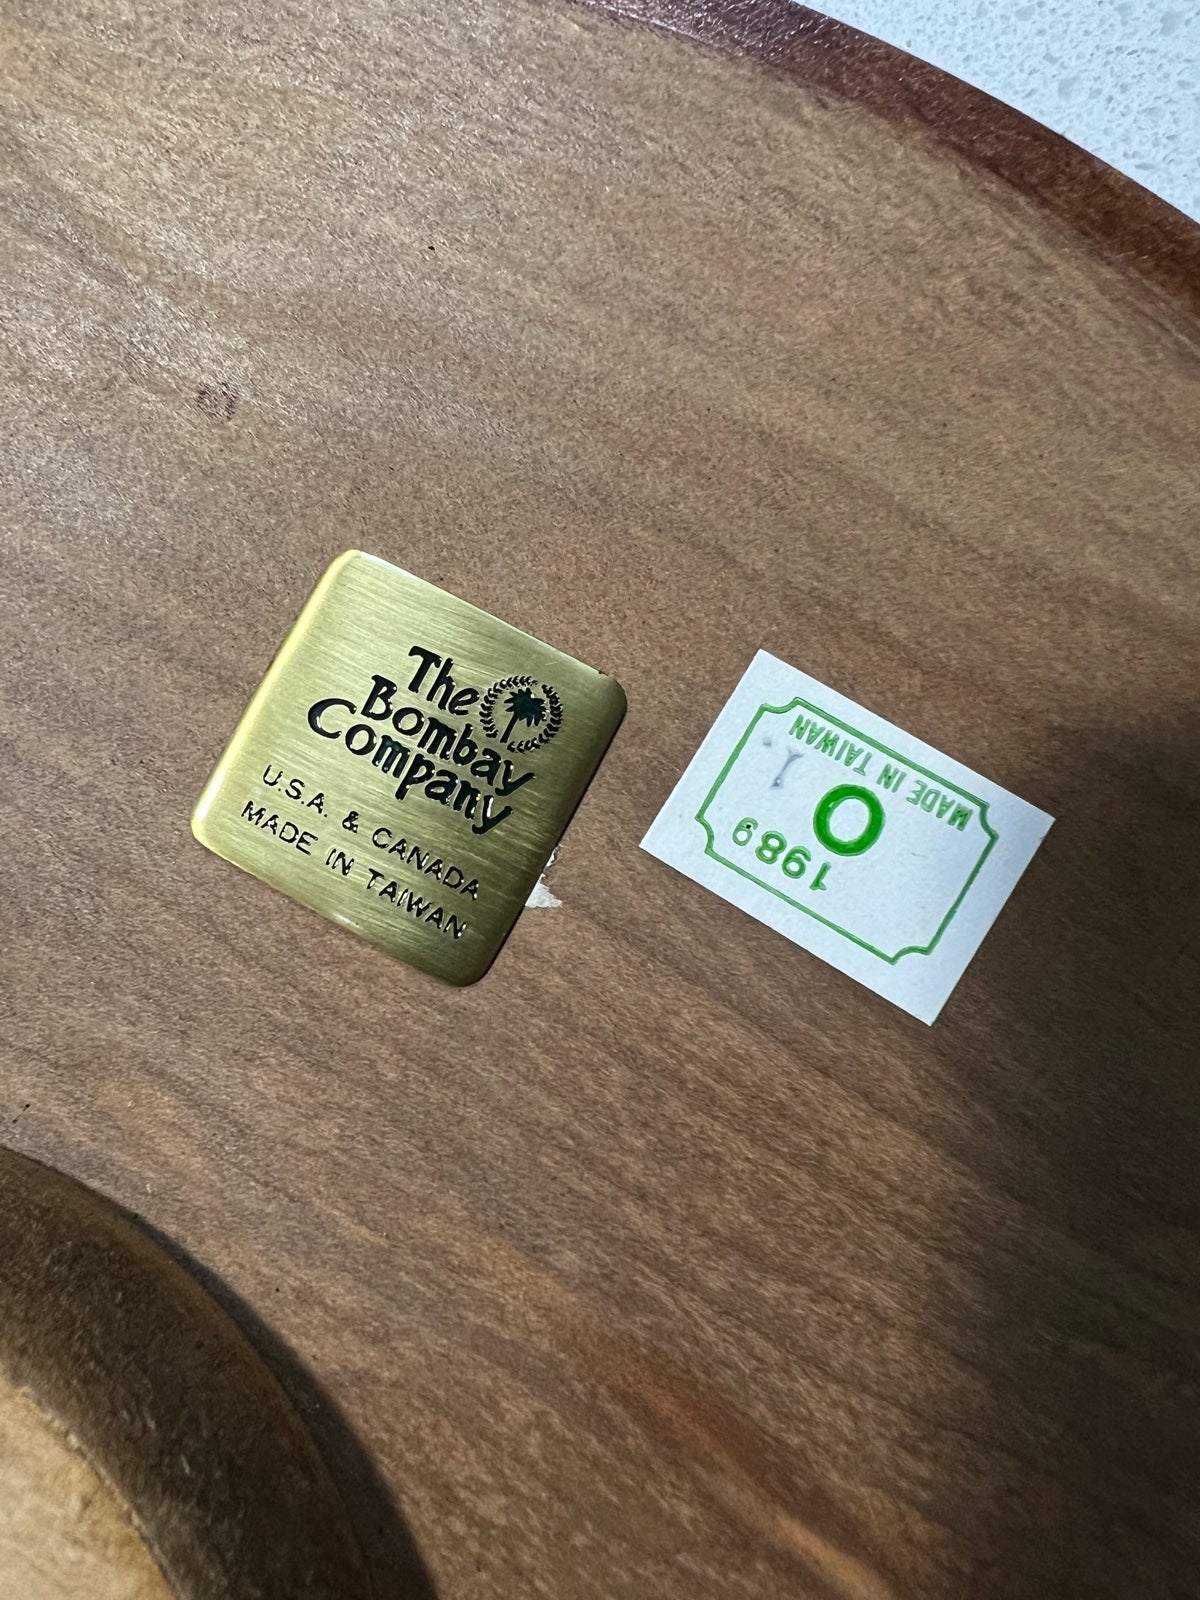 The
Bombay
Company
U.S.A. & CANADA
MADE IN TAIWAN
1989
O
MADE IN TAIWAN